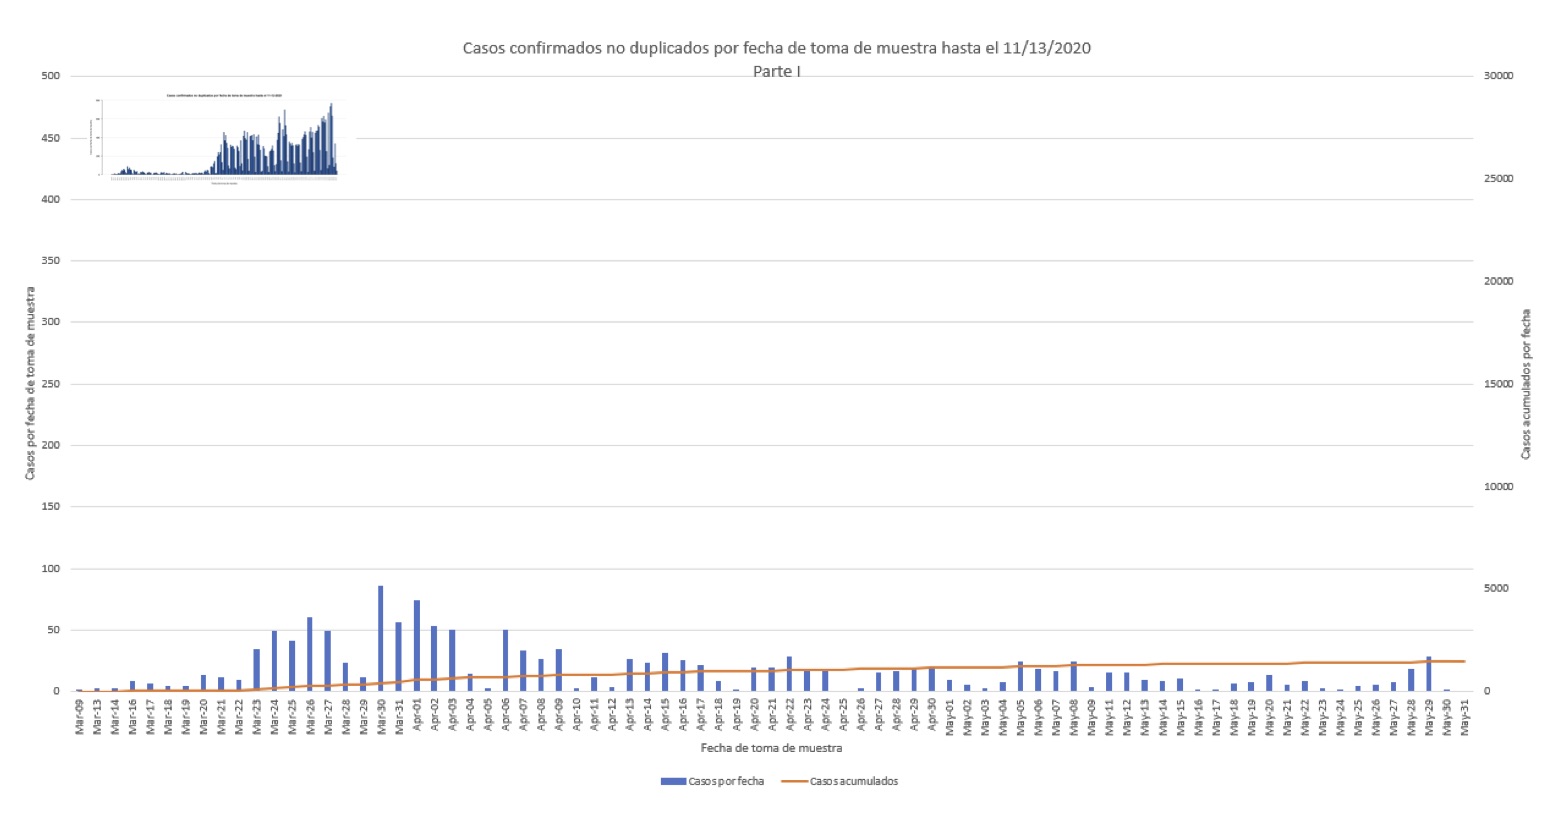 Casos confirmados no duplicados por fecha de toma de muestra hasta el 11/13/2020
Parte I
500
450
400
350
300
250
200
150
100
50
0
Casos por fecha de toma de muestra
30000
25000
20000
15000
10000
5000
0
Casos acumulados por fecha
Mar-09
Mar-13
Mar-14
Mar-16
Mar-17
Mar-18
Mar-19
Mar-20
Mar-21
Mar-22
Mar-23
Mar-24
Mar-25
Mar-26
Mar-27
Mar-28
Mar-29
Mar-30
Mar-31
Apr-01
Apr-02
Apr-03
Apr-04
Apr-05
Apr-06
Apr-07
Apr-08
Apr-09
Apr-10
Apr-11
Apr-12
Apr-13
Apr-14
Apr-15
Apr-16
Apr-17
Apr-18
Apr-19
Apr-20
Apr-21
Apr-22
Apr-23
Apr-24
Apr-25
Apr-26
Apr-27
Apr-28
Apr-29
Apr-30
May-01
May-02
May-03
May-04
May-05
May-06
May-07
May-08
May-09
May-11
May-12
May-13
May-14
May-15
May-16
May-17
May-18
May-19
May-20
May-21
May-22
May-23
May-24
May-25
May-26
May-27
May-28
May-29
May-30
May-31
Fecha de toma de muestra
Casos por fecha
Casos acumulados